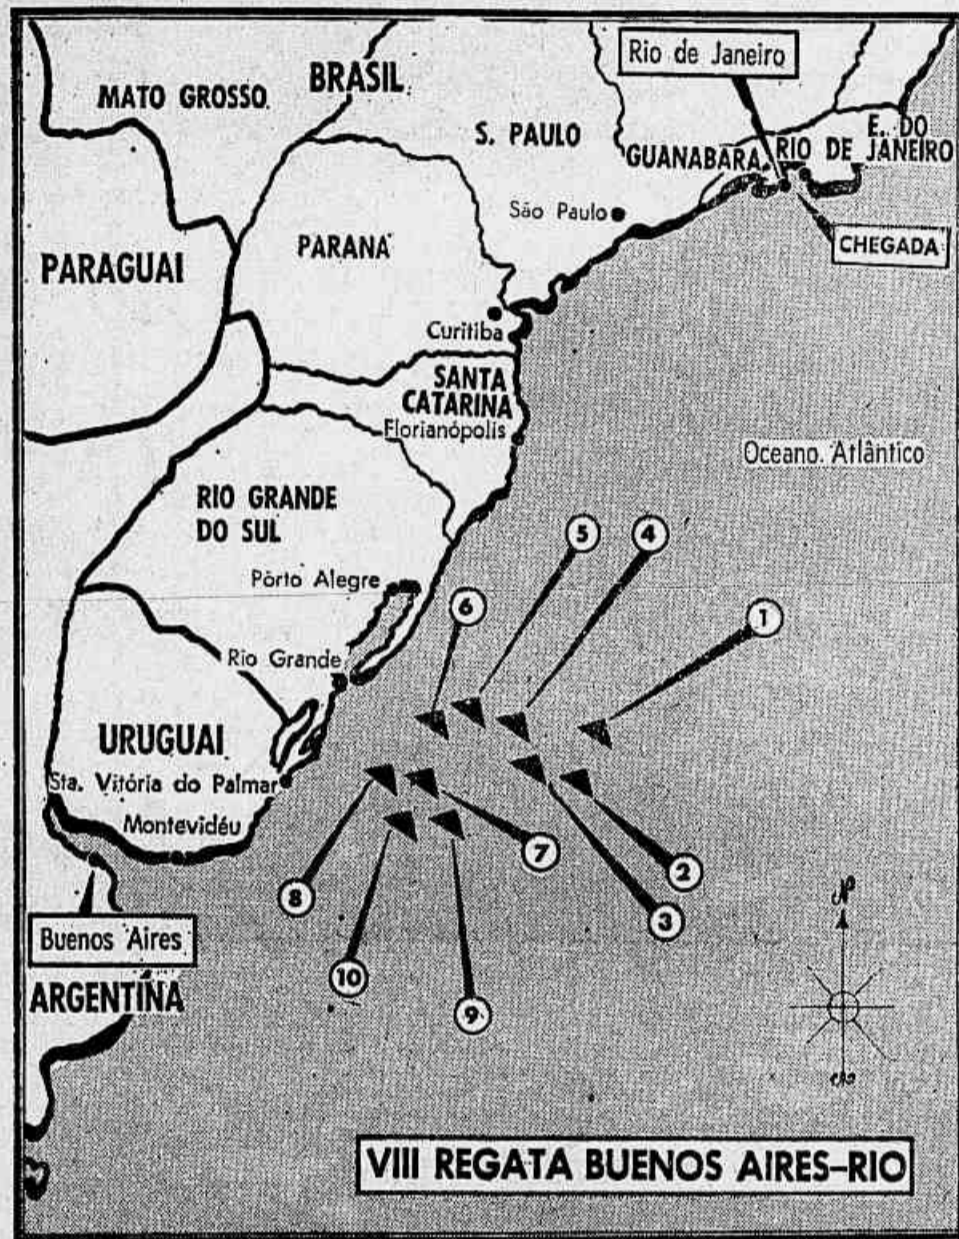 Rio de Janeiro
BRASIL
MATO GROSSO
S. PAULO
E. DO
GUANABARA
RIO DE JANEIRO
São Paulo
CHEGADA
PARANÁ
PARAGUAI
Curitiba
SANTA
CATARINA
Florianópolis
Oceano Atlântico
RIO GRANDE
DO SUL
5
4
Pôrto Alegre
6
1
Rio Grande
URUGUAI
Sta. Vitória do Palmar
Montevidéu
7
2
8
3
N
Buenos Aires
10
ARGENTINA
9
VIII REGATA BUENOS AIRES-RIO